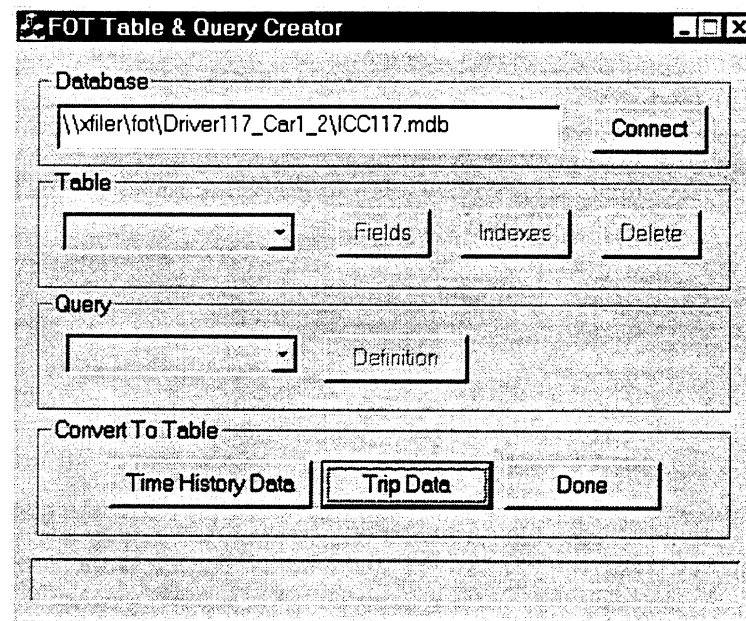 FOT Table & Query Creator
Database
\\xfiler\fot\Driver117_Car1_2\ICC117.mdb
Connect
Table
Fields Indexes Delete
Query
Definition
Convert To Table
Time History Data Trip Data Done